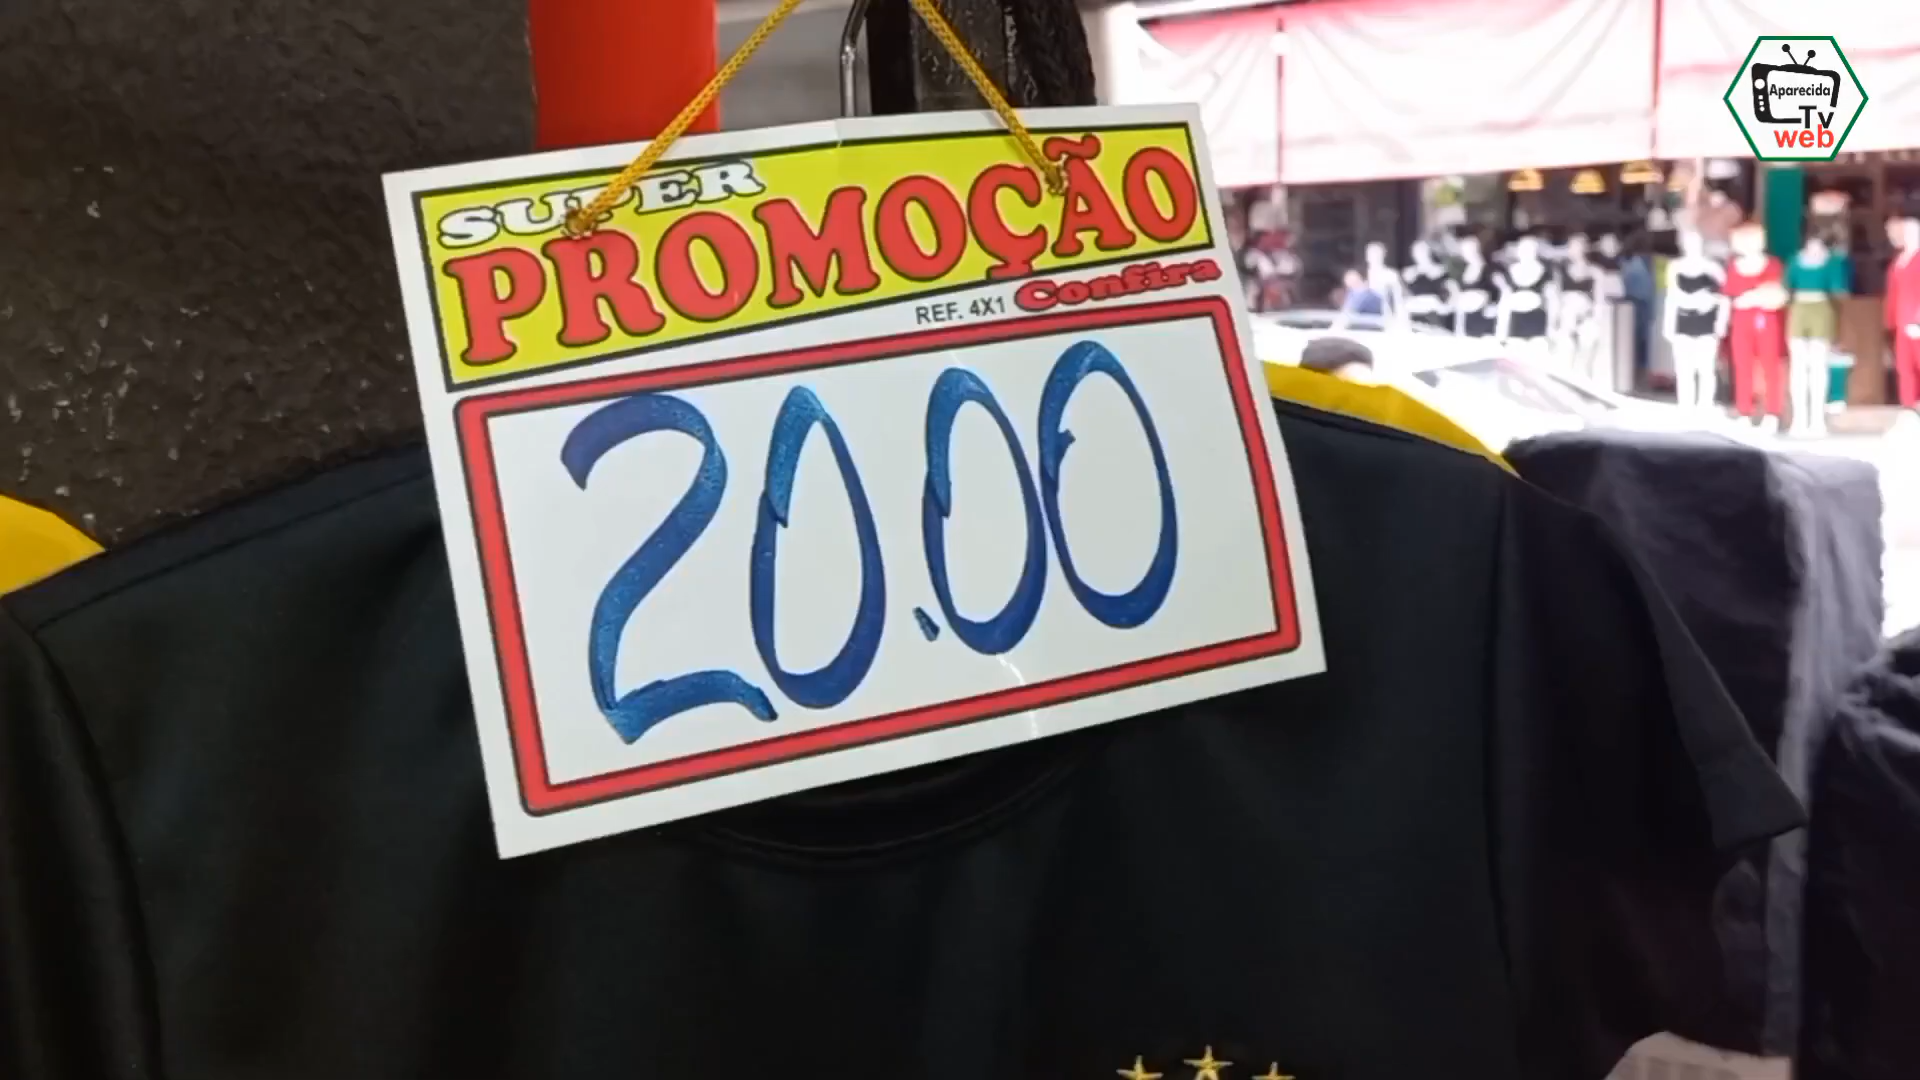 SUPER
PROMOÇÃO
REF. 4X1 Confira
20.00
Aparecida
Tv
web